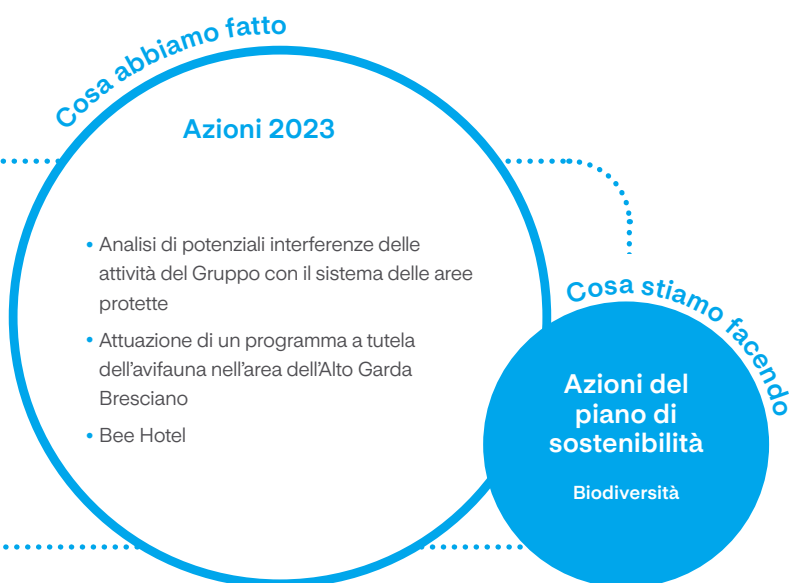 Cosa abbiamo fatto
Azioni 2023
• Analisi di potenziali interferenze delle
attività del Gruppo con il sistema delle aree
protette
• Attuazione di un programma a tutela
dell'avifauna nell'area dell'Alto Garda
Bresciano
• Bee Hotel
Cosa stiamo facendo
Azioni del
piano di
sostenibilità
Biodiversità